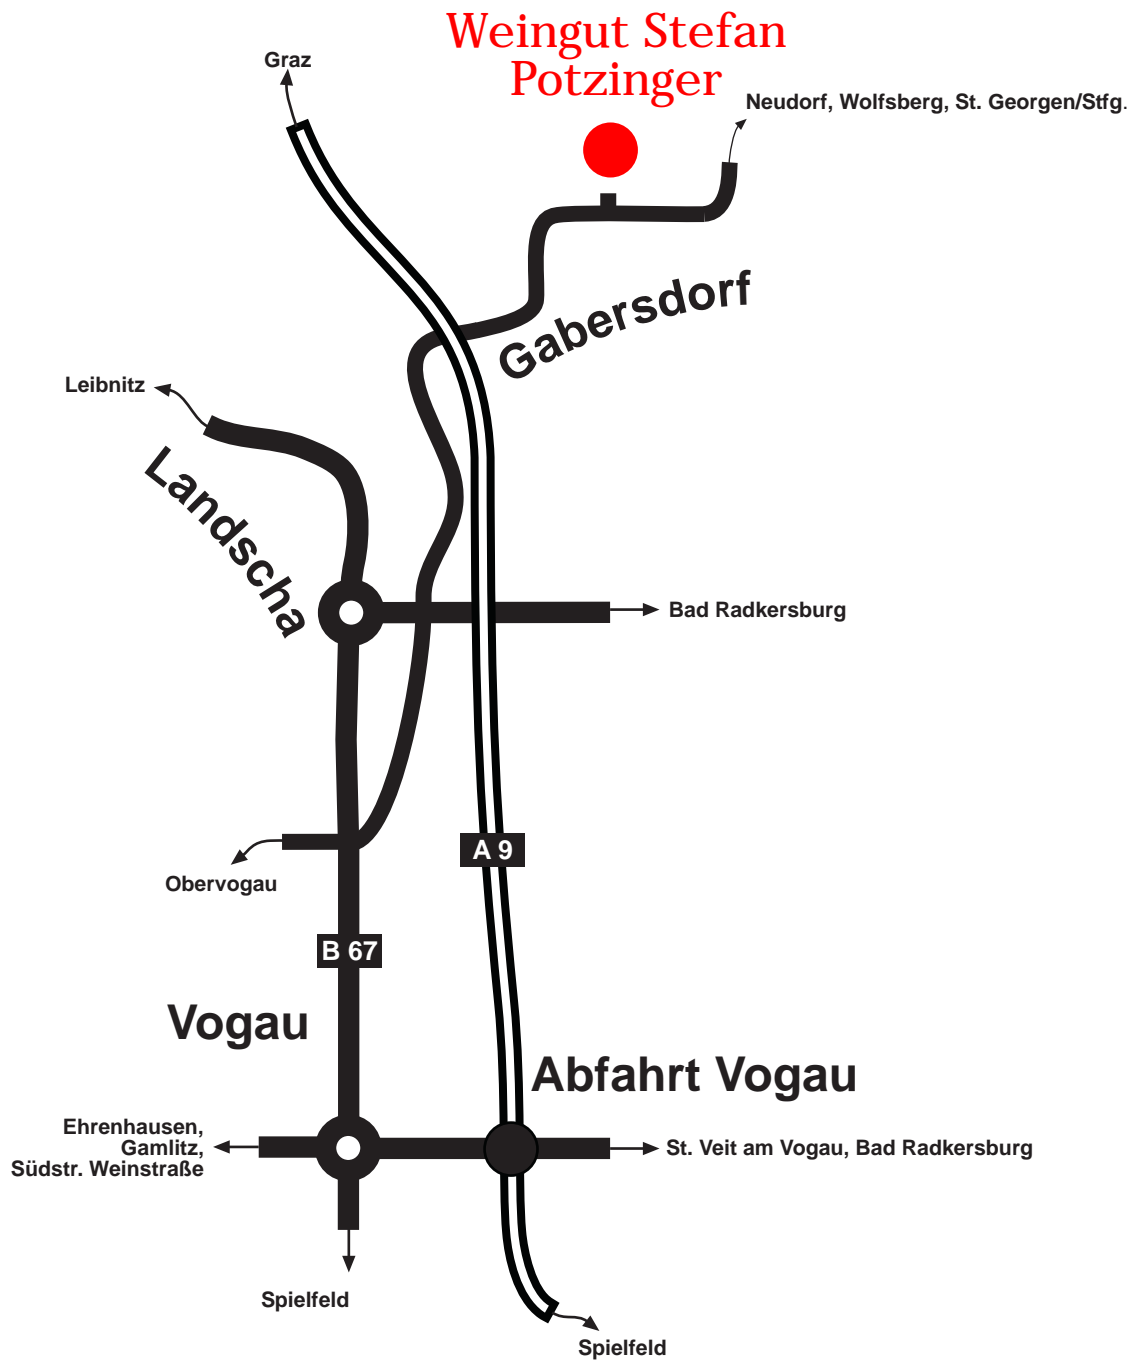 Weingut Stefan
Potzinger
Graz
Neudorf, Wolfsberg, St. Georgen/Stfg.
Gabersdorf
Leibnitz
Landscha
Bad Radkersburg
A 9
Obervogau
B 67
Vogau
Abfahrt Vogau
Ehrenhausen,
Gamlitz,
Südstr. Weinstraße
St. Veit am Vogau, Bad Radkersburg
Spielfeld
Spielfeld